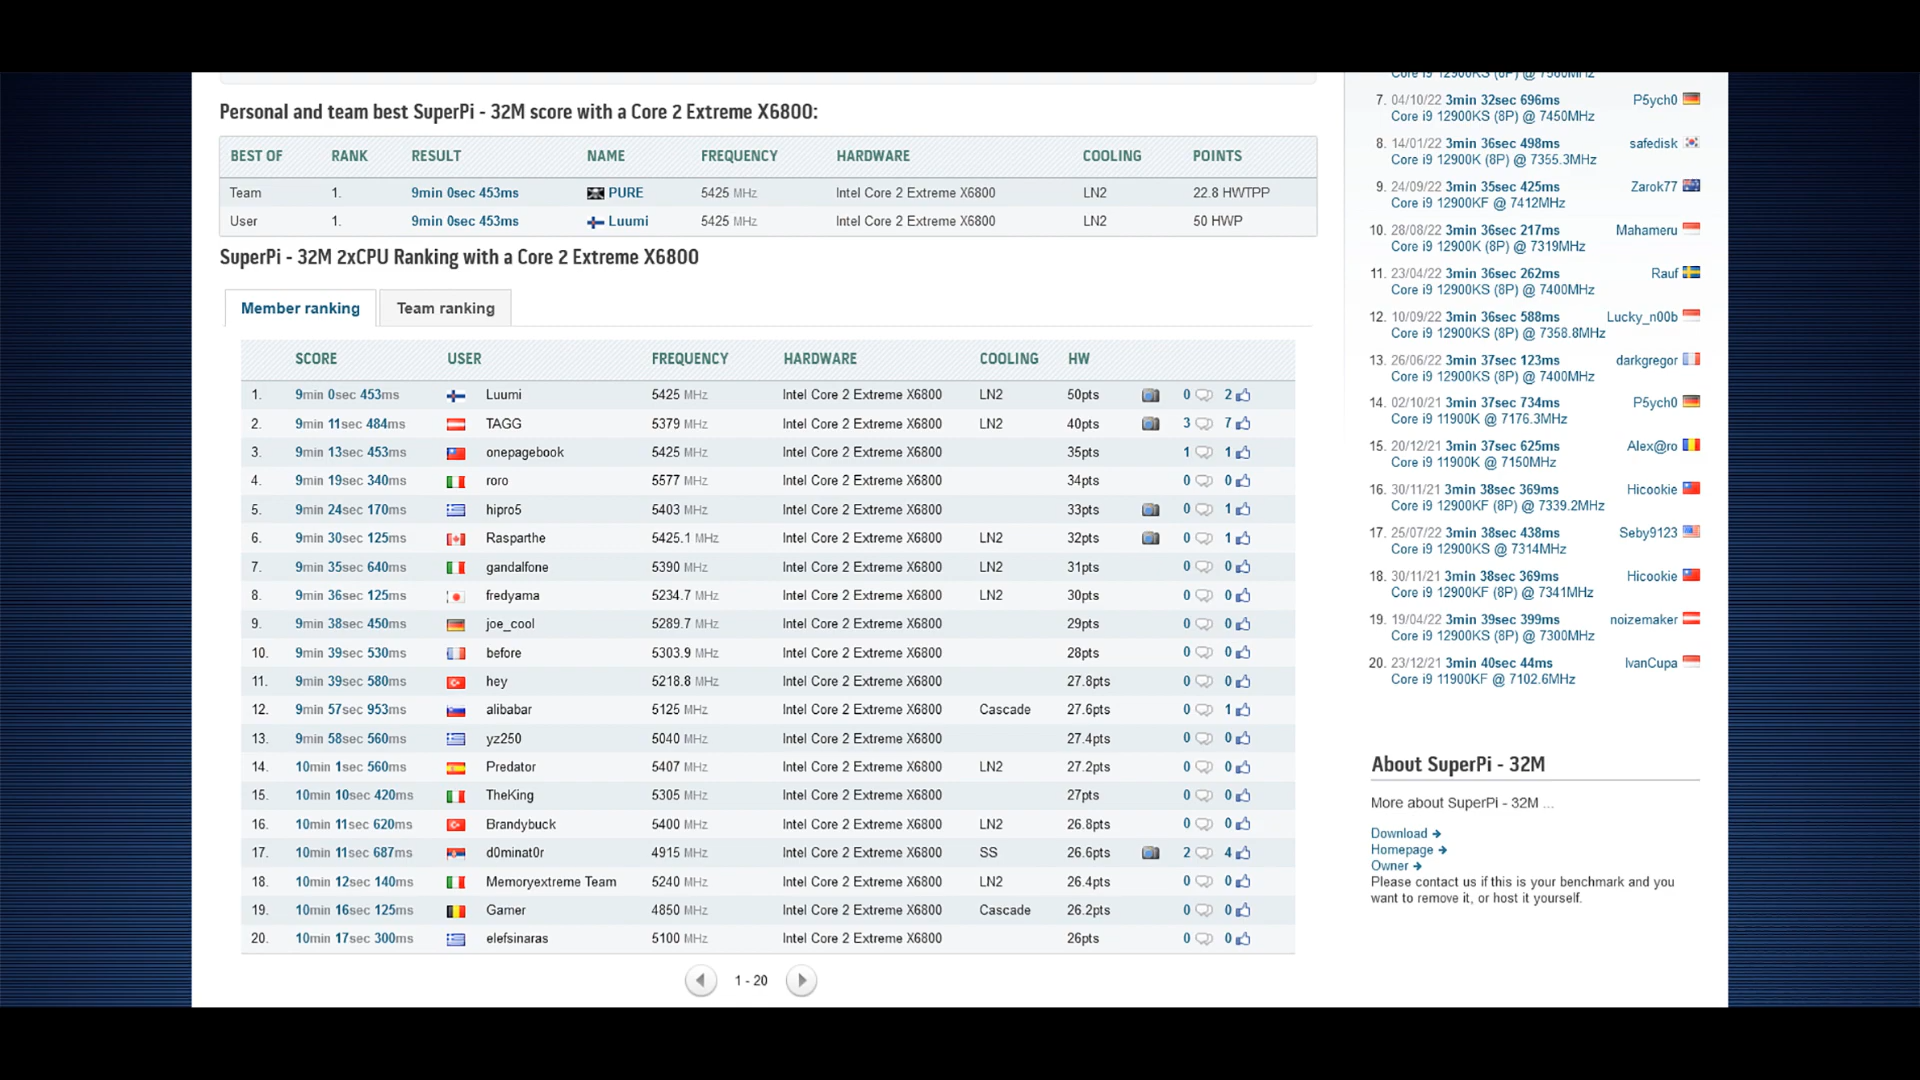 Personal and team best SuperPi - 32M score with a Core 2 Extreme X6800:
BEST OF RANK RESULT NAME FREQUENCY HARDWARE COOLING POINTS
Team 1. 9min 0sec 453ms PURE 5425 MHz Intel Core 2 Extreme X6800 LN2 22.8 HWTPP
User 1. 9min 0sec 453ms Luumi 5425 MHz Intel Core 2 Extreme X6800 LN2 50 HWP
SuperPi - 32M 2xCPU Ranking with a Core 2 Extreme X6800
Member ranking Team ranking
SCORE USER FREQUENCY HARDWARE COOLING HW
1. 9min 0sec 453ms Luumi 5425 MHz Intel Core 2 Extreme X6800 LN2 50pts 0 2
2. 9min 11sec 484ms TAGG 5379 MHz Intel Core 2 Extreme X6800 LN2 40pts 3 7
3. 9min 13sec 453ms onepagebook 5425 MHz Intel Core 2 Extreme X6800 35pts 1 1
4. 9min 19sec 340ms roro 5577 MHz Intel Core 2 Extreme X6800 34pts 0 0
5. 9min 24sec 170ms hipro5 5403 MHz Intel Core 2 Extreme X6800 33pts 0 1
6. 9min 30sec 125ms Rasparthe 5425.1 MHz Intel Core 2 Extreme X6800 LN2 32pts 0 1
7. 9min 35sec 640ms gandalfone 5390 MHz Intel Core 2 Extreme X6800 LN2 31pts 0 0
8. 9min 36sec 125ms fredyama 5234.7 MHz Intel Core 2 Extreme X6800 LN2 30pts 0 0
9. 9min 38sec 450ms joe_cool 5289.7 MHz Intel Core 2 Extreme X6800 29pts 0 0
10. 9min 39sec 530ms before 5303.9 MHz Intel Core 2 Extreme X6800 28pts 0 0
11. 9min 39sec 580ms hey 5218.8 MHz Intel Core 2 Extreme X6800 27.8pts 0 0
12. 9min 57sec 953ms alibabar 5125 MHz Intel Core 2 Extreme X6800 Cascade 27.6pts 0 1
13. 9min 58sec 560ms yz250 5040 MHz Intel Core 2 Extreme X6800 27.4pts 0 0
14. 10min 1sec 560ms Predator 5407 MHz Intel Core 2 Extreme X6800 LN2 27.2pts 0 0
15. 10min 10sec 420ms TheKing 5305 MHz Intel Core 2 Extreme X6800 27pts 0 0
16. 10min 11sec 620ms Brandybuck 5400 MHz Intel Core 2 Extreme X6800 LN2 26.8pts 0 0
17. 10min 11sec 687ms d0minat0r 4915 MHz Intel Core 2 Extreme X6800 SS 26.6pts 2 4
18. 10min 12sec 140ms Memoryextreme Team 5240 MHz Intel Core 2 Extreme X6800 LN2 26.4pts 0 0
19. 10min 16sec 125ms Gamer 4850 MHz Intel Core 2 Extreme X6800 Cascade 26.2pts 0 0
20. 10min 17sec 300ms elefsinaras 5100 MHz Intel Core 2 Extreme X6800 26pts 0 0
1 - 20
Core i9 12900KS (8P) @ 7560MHz
7. 04/10/22 3min 32sec 696ms P5ych0
Core i9 12900KS (8P) @ 7450MHz
8. 14/01/22 3min 36sec 498ms safedisk
Core i9 12900K (8P) @ 7355.3MHz
9. 24/09/22 3min 35sec 425ms Zarok77
Core i9 12900KF @ 7412MHz
10. 28/08/22 3min 36sec 217ms Mahameru
Core i9 12900K (8P) @ 7319MHz
11. 23/04/22 3min 36sec 262ms Rauf
Core i9 12900KS (8P) @ 7400MHz
12. 10/09/22 3min 36sec 588ms Lucky_n00b
Core i9 12900KS (8P) @ 7358.8MHz
13. 26/06/22 3min 37sec 123ms darkgregor
Core i9 12900KS (8P) @ 7400MHz
14. 02/10/21 3min 37sec 734ms P5ych0
Core i9 11900K @ 7176.3MHz
15. 20/12/21 3min 37sec 625ms Alex@ro
Core i9 11900K @ 7150MHz
16. 30/11/21 3min 38sec 369ms Hicookie
Core i9 12900KF (8P) @ 7339.2MHz
17. 25/07/22 3min 38sec 438ms Seby9123
Core i9 12900KS @ 7314MHz
18. 30/11/21 3min 38sec 369ms Hicookie
Core i9 12900KF (8P) @ 7341MHz
19. 19/04/22 3min 39sec 399ms noizemaker
Core i9 12900KS (8P) @ 7300MHz
20. 23/12/21 3min 40sec 44ms IvanCupa
Core i9 11900KF @ 7102.6MHz
About SuperPi - 32M
More about SuperPi - 32M ...
Download
Homepage
Owner
Please contact us if this is your benchmark and you
want to remove it, or host it yourself.